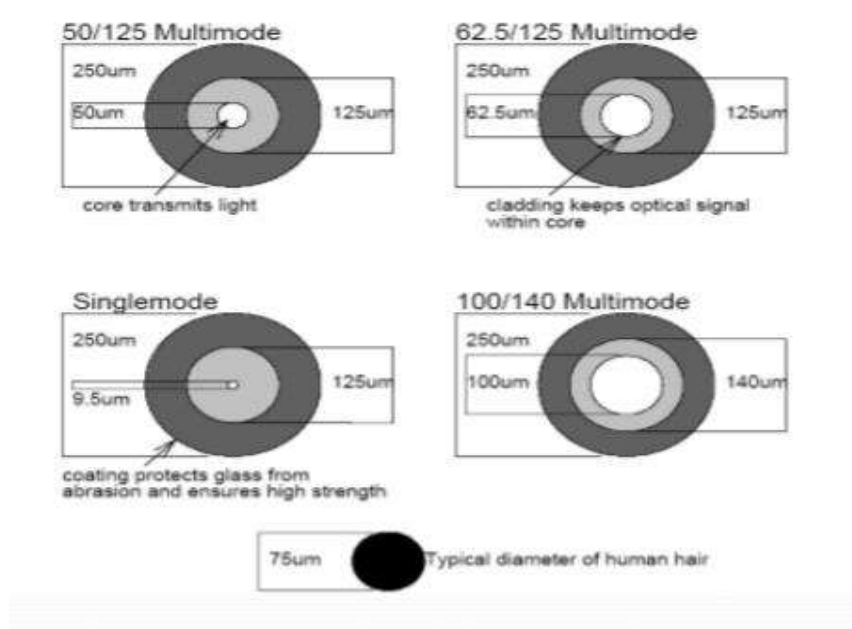 50/125 Multimode
250um
50um
125um
core transmits light
62.5/125 Multimode
250um
62.5um
125um
cladding keeps optical signal
within core
Singlemode
250um
9.5um
125um
coating protects glass from
abrasion and ensures high strength
100/140 Multimode
250um
100um
140um
75um
Typical diameter of human hair